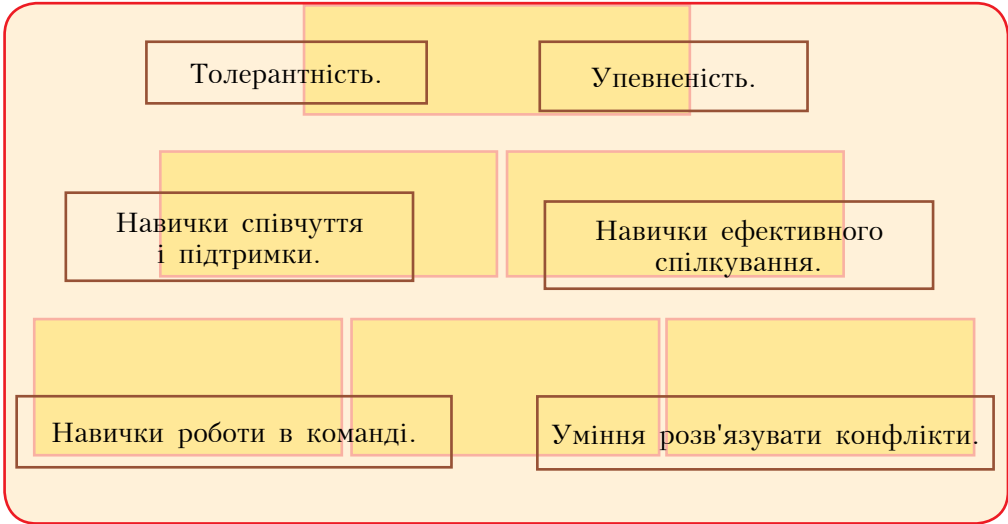 Толерантність.
Упевненість.
Навички співчуття
і підтримки.
Навички ефективного
спілкування.
Навички роботи в команді.
Уміння розв'язувати конфлікти.